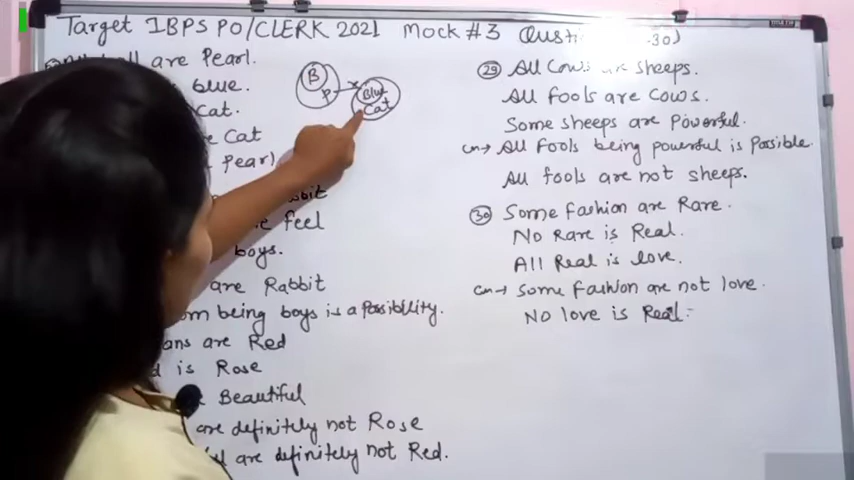 Target IBPS PO/CLERK 2021 Mock #3
30)
are Pearl.
blue.
Cat.
Cat
Pearl
feel
boys.
are Rabbit
being boys is a Possibility.
are Red
is Rose
Beautiful
are definitely not Rose
are definitely not Red.
B
P
Blue
Cat
29 All Cows are sheeps.
All fools are Cows.
Some sheeps are Powerful.
Cn→ All Fools being powerful is Possible.
All fools are not sheeps.
30 Some Fashion are Rare.
No Rare is Real.
All Real is love.
Cn→ Some Fashion are not love.
No love is Real.